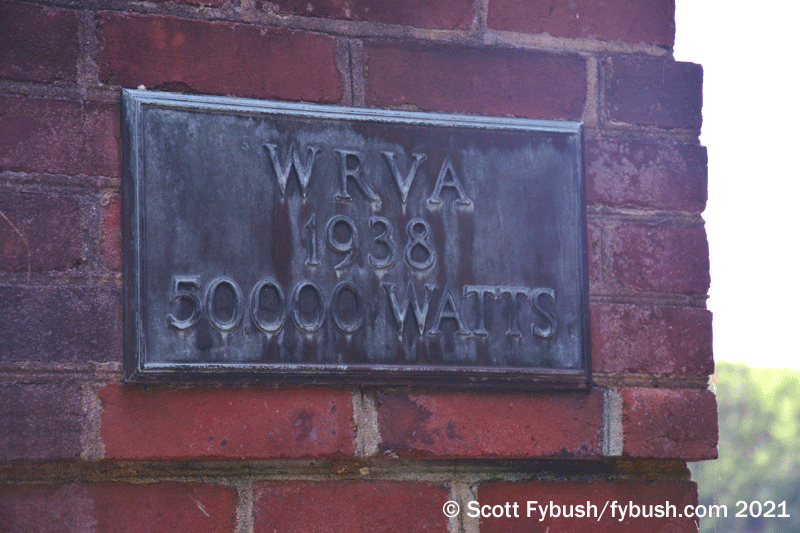 WRVA
1938
50000 WATTS
© Scott Fybush/fybush.com 2021